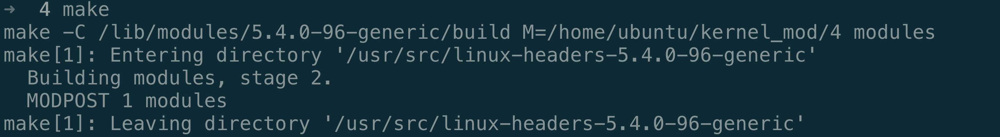 ➜  4 make
make -C /lib/modules/5.4.0-96-generic/build M=/home/ubuntu/kernel_mod/4 modules
make[1]: Entering directory '/usr/src/linux-headers-5.4.0-96-generic'
  Building modules, stage 2.
  MODPOST 1 modules
make[1]: Leaving directory '/usr/src/linux-headers-5.4.0-96-generic'